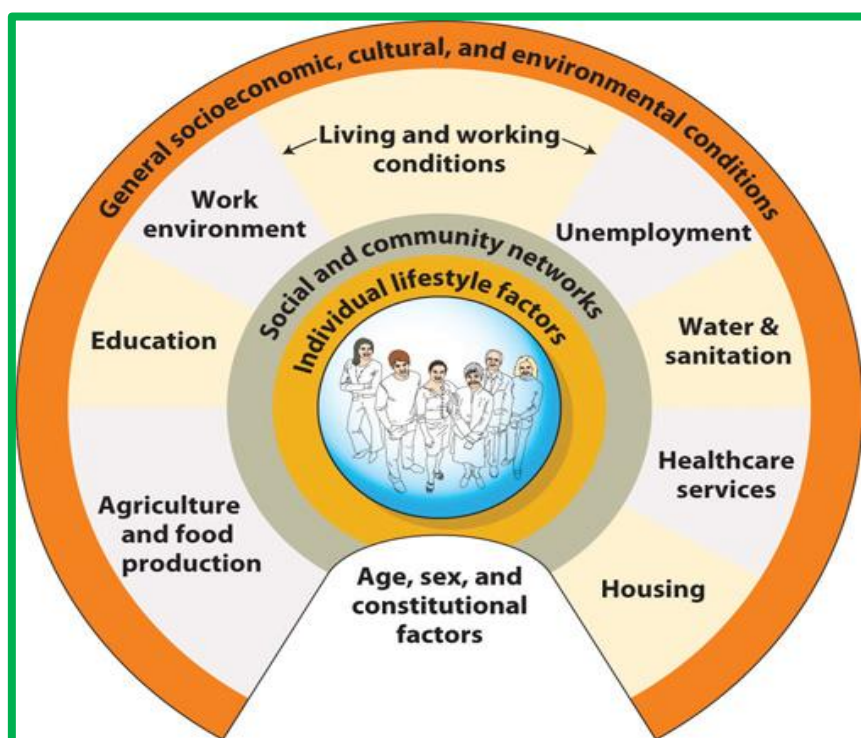 General socioeconomic, cultural, and environmental conditions
Living and working
conditions
Work
environment
Unemployment
Social and community networks
Individual lifestyle factors
Education
Water &
sanitation
Agriculture
and food
production
Healthcare
services
Age, sex, and
constitutional
factors
Housing